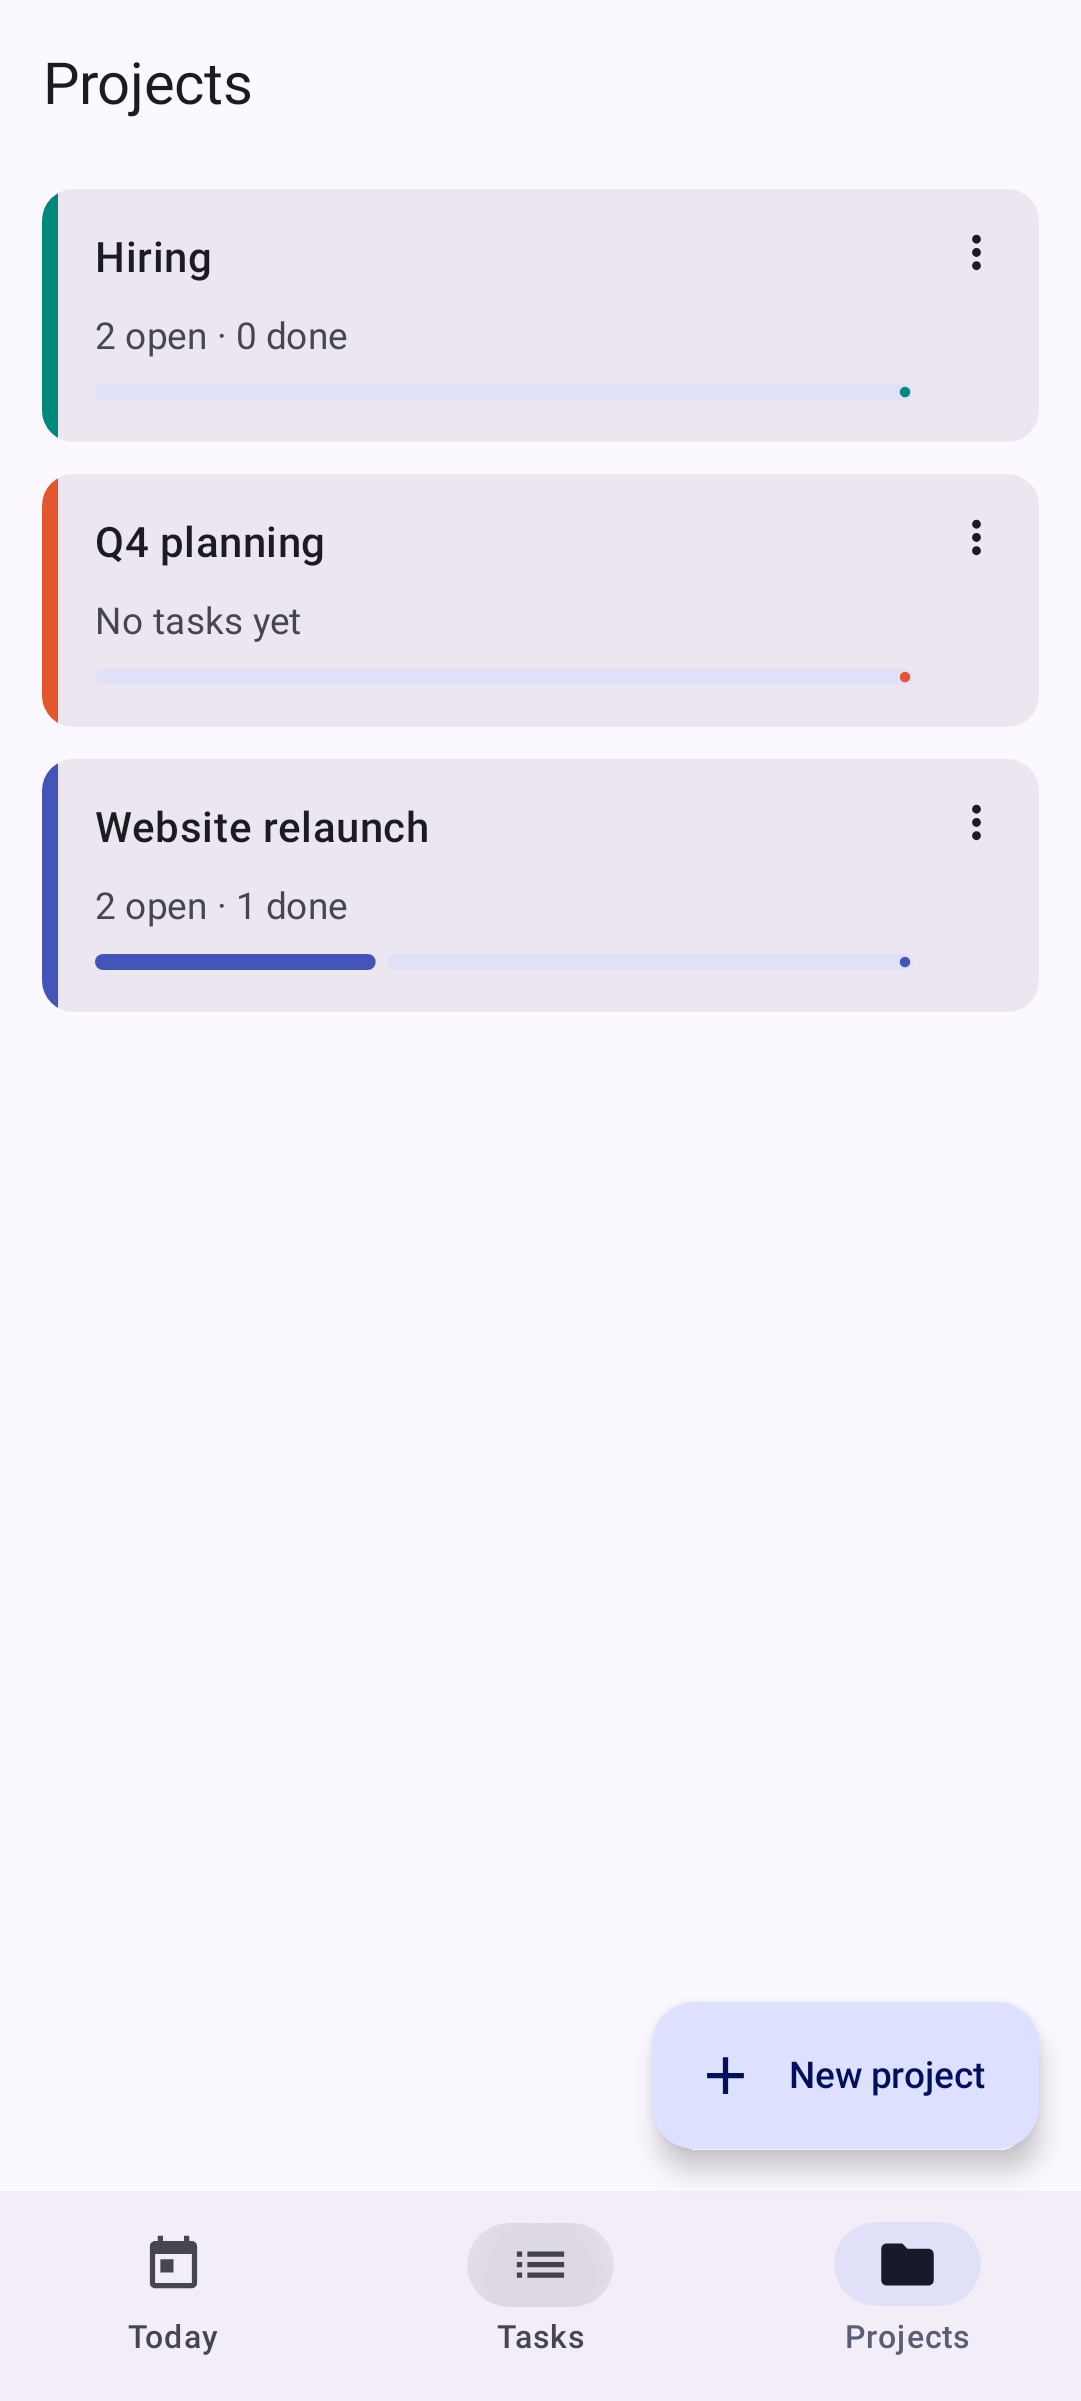 Projects
Hiring
2 open · 0 done
Q4 planning
No tasks yet
Website relaunch
2 open · 1 done
New project
Today
Tasks
Projects